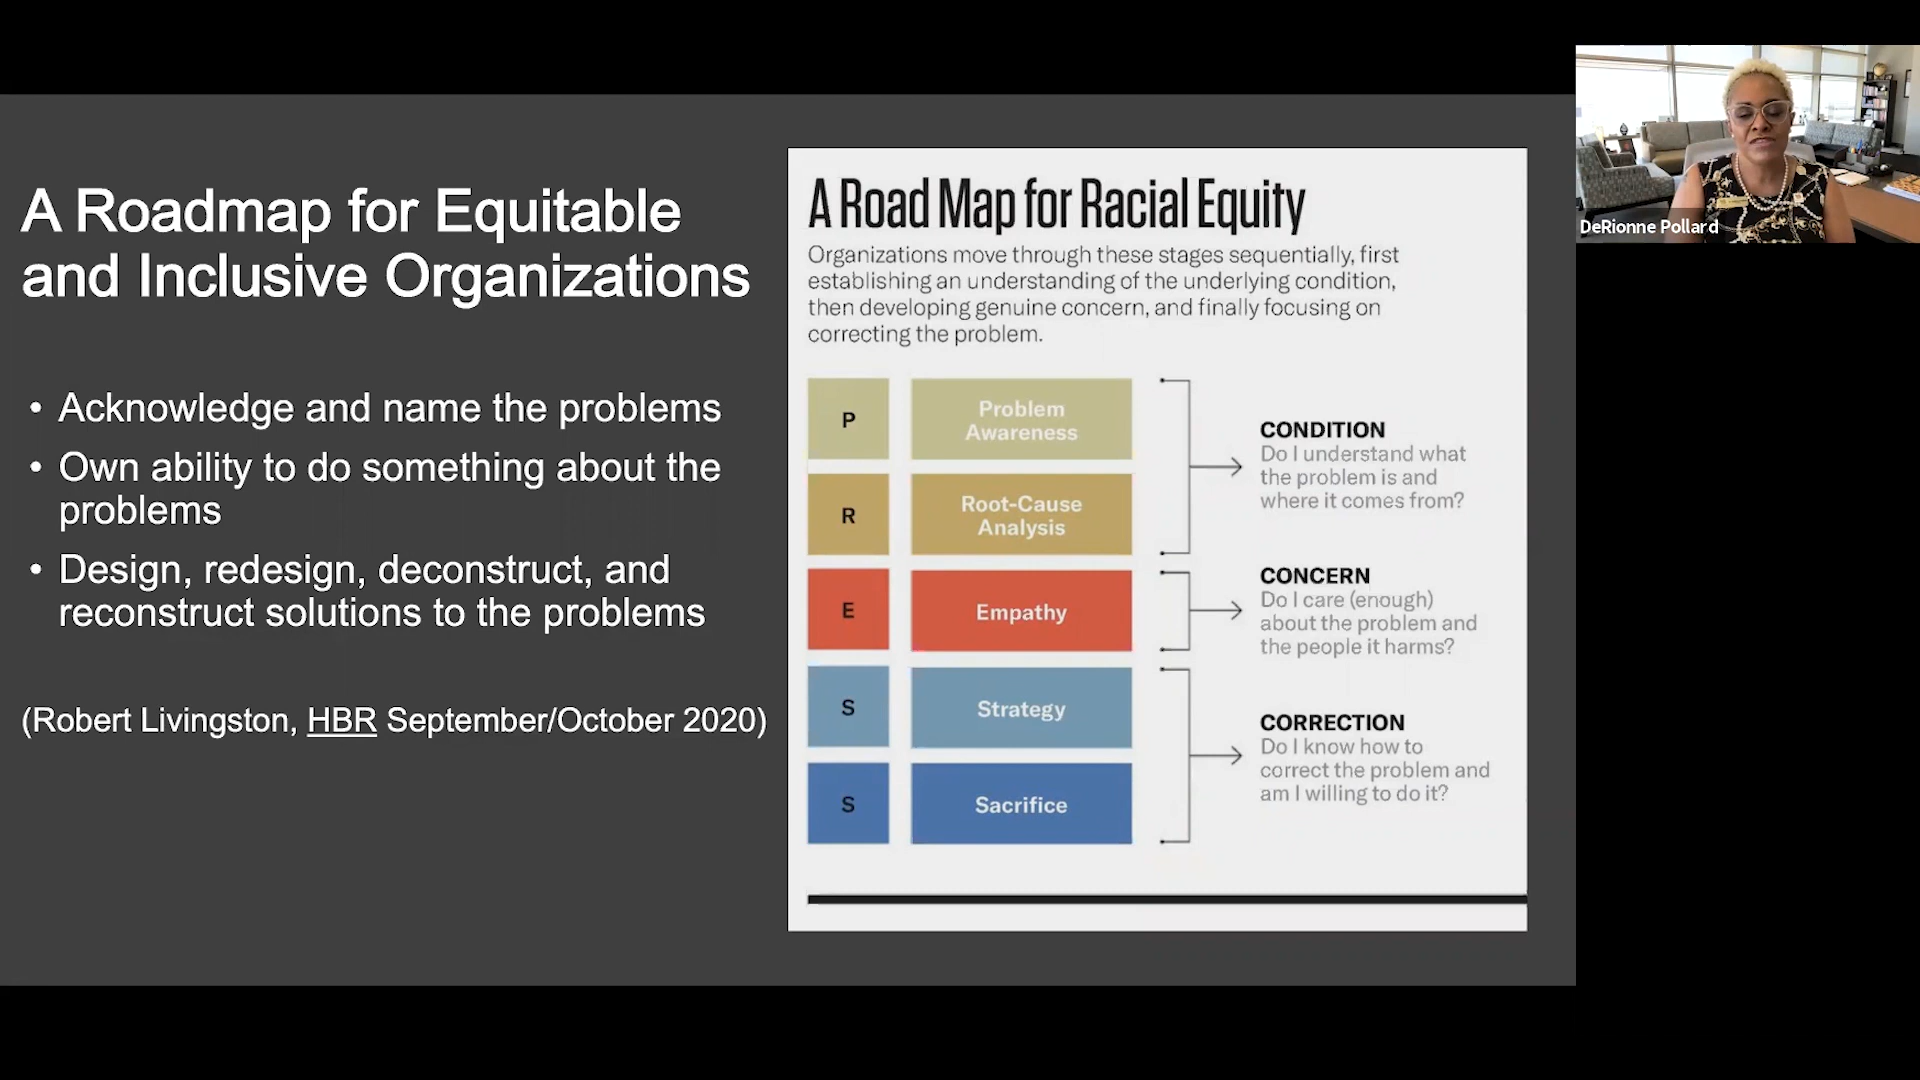 A Roadmap for Equitable
and Inclusive Organizations
• Acknowledge and name the problems
• Own ability to do something about the
problems
• Design, redesign, deconstruct, and
reconstruct solutions to the problems
(Robert Livingston, HBR September/October 2020)
A Road Map for Racial Equity
Organizations move through these stages sequentially, first
establishing an understanding of the underlying condition,
then developing genuine concern, and finally focusing on
correcting the problem.
P
Problem
Awareness
R
Root-Cause
Analysis
CONDITION
Do I understand what
the problem is and
where it comes from?
E
Empathy
CONCERN
Do I care (enough)
about the problem and
the people it harms?
S
Strategy
S
Sacrifice
CORRECTION
Do I know how to
correct the problem and
am I willing to do it?
DeRionne Pollard